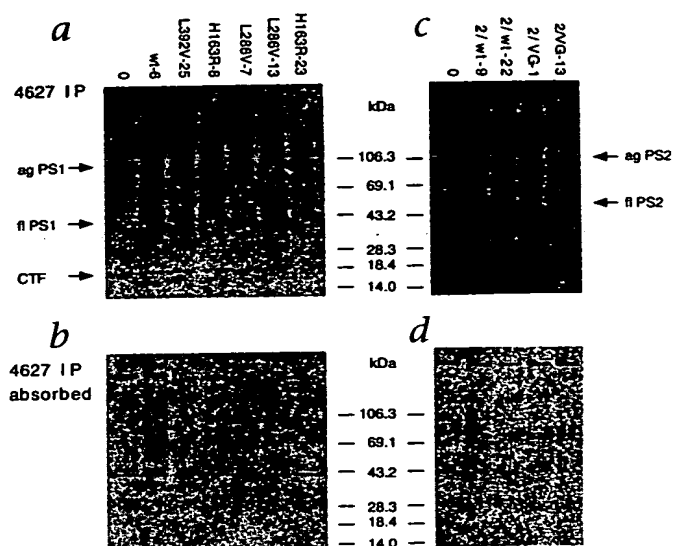 a
0
wt-6
L392V-25
H163R-8
L286V-7
L286V-13
H163R-23
4627 IP
ag PS1
fl PS1
CTF
kDa
106.3
69.1
43.2
28.3
18.4
14.0
c
0
2/wt-9
2/wt-22
2/VG-1
2/VG-13
ag PS2
fl PS2
b
4627 IP
absorbed
kDa
106.3
69.1
43.2
28.3
18.4
14.0
d